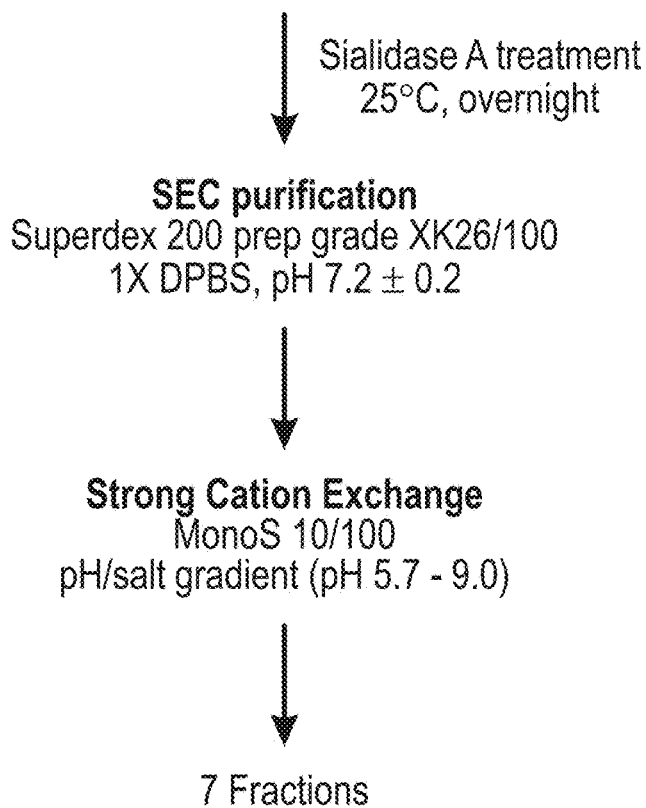 Sialidase A treatment
25°C, overnight
SEC purification
Superdex 200 prep grade XK26/100
1X DPBS, pH 7.2 ± 0.2
Strong Cation Exchange
MonoS 10/100
pH/salt gradient (pH 5.7 - 9.0)
7 Fractions